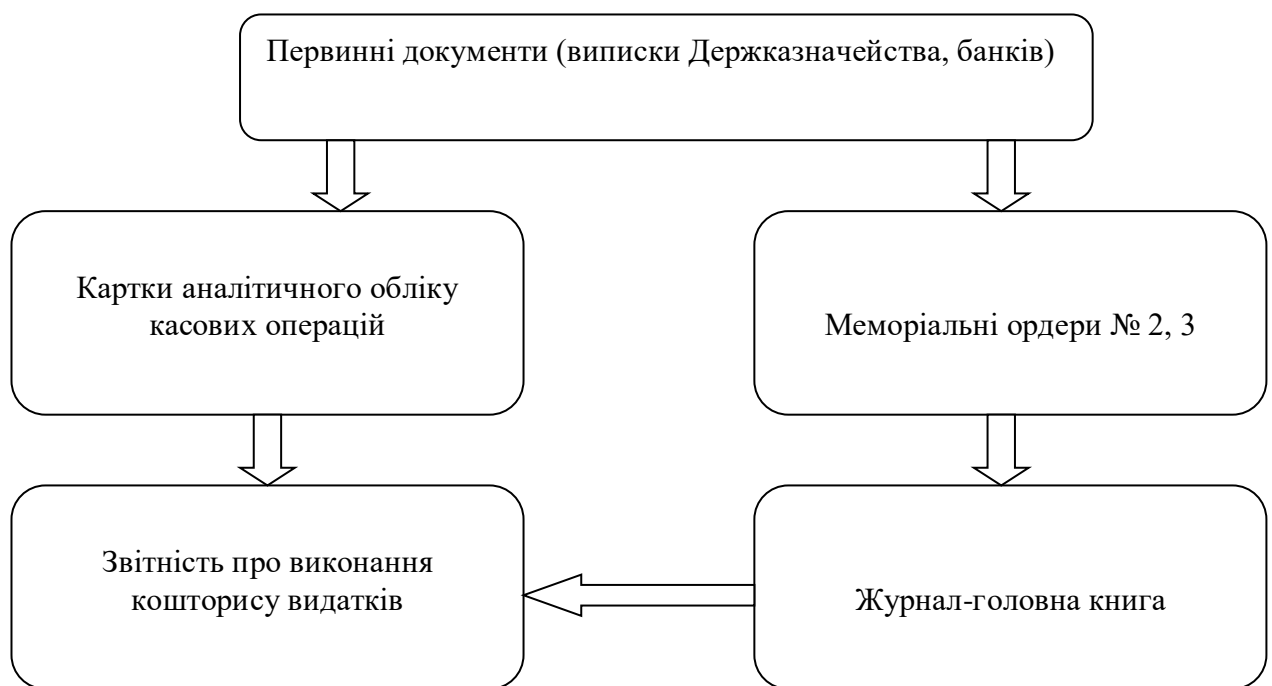 Первинні документи (виписки Держказначейства, банків)
Картки аналітичного обліку
касових операцій
Меморіальні ордери № 2, 3
Звітність про виконання
кошторису видатків
Журнал-головна книга